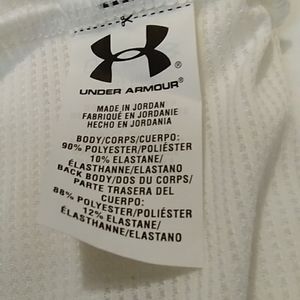 UNDER ARMOUR®
MADE IN JORDAN
FABRIQUÉ EN JORDANIE
HECHO EN JORDANIA
BODY/CORPS/CUERPO:
90% POLYESTER/POLIÉSTER
10% ELASTANE/
ÉLASTHANNE/ELASTANO
BACK BODY/DOS DU CORPS/
PARTE TRASERA DEL
CUERPO:
88% POLYESTER/POLIÉSTER
12% ELASTANE/
ÉLASTHANNE/ELASTANO